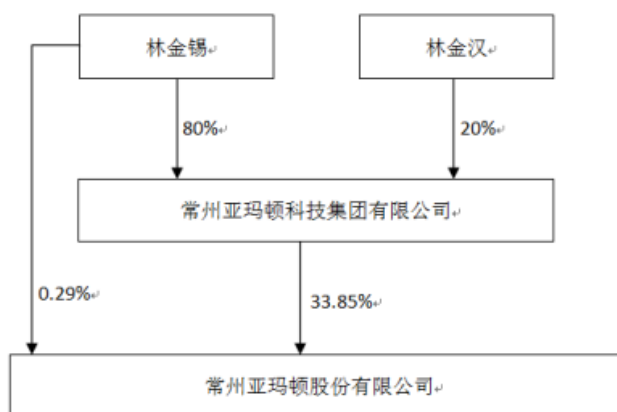 林金锡
林金汉
80%
20%
常州亚玛顿科技集团有限公司
0.29%
33.85%
常州亚玛顿股份有限公司